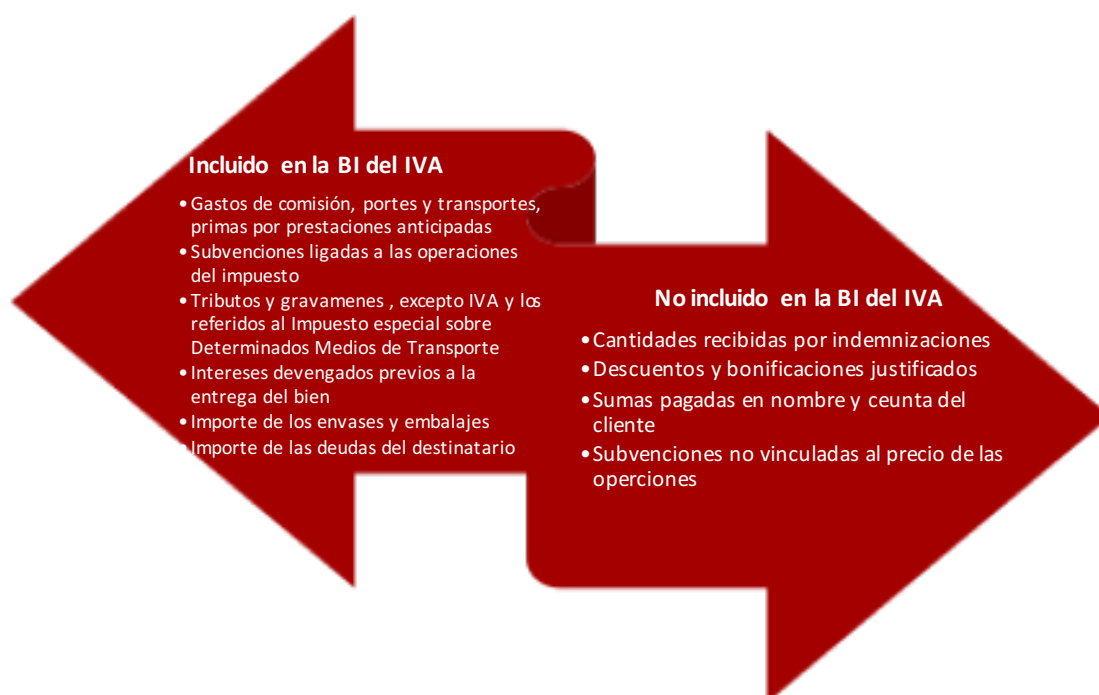 Incluido en la BI del IVA
•Gastos de comisión, portes y transportes,
primas por prestaciones anticipadas
•Subvenciones ligadas a las operaciones
del impuesto
•Tributos y gravamenes , excepto IVA y los
referidos al Impuesto especial sobre
Determinados Medios de Transporte
•Intereses devengados previos a la
entrega del bien
•Importe de los envases y embalajes
•Importe de las deudas del destinatario
No incluido en la BI del IVA
•Cantidades recibidas por indemnizaciones
•Descuentos y bonificaciones justificados
•Sumas pagadas en nombre y ceunta del
cliente
•Subvenciones no vinculadas al precio de las
operciones